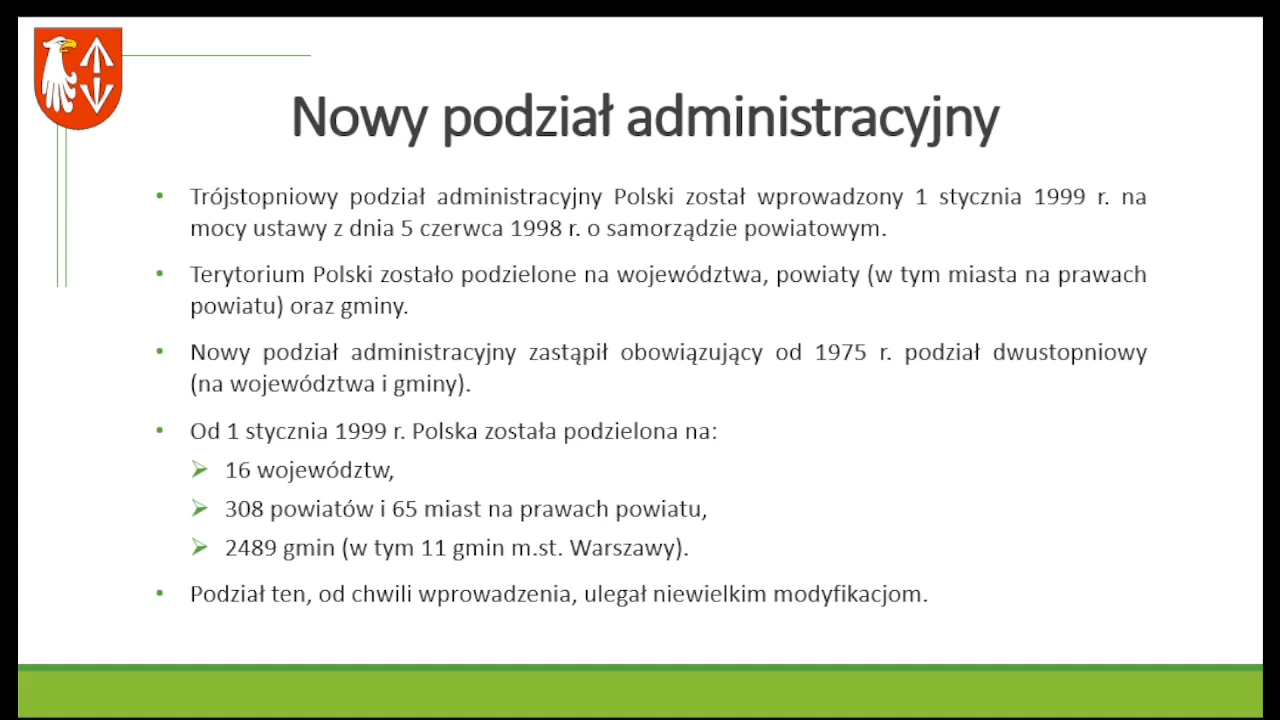 Nowy podział administracyjny
• Trójstopniowy podział administracyjny Polski został wprowadzony 1 stycznia 1999 r. na
mocy ustawy z dnia 5 czerwca 1998 r. o samorządzie powiatowym.
• Terytorium Polski zostało podzielone na województwa, powiaty (w tym miasta na prawach
powiatu) oraz gminy.
• Nowy podział administracyjny zastąpił obowiązujący od 1975 r. podział dwustopniowy
(na województwa i gminy).
• Od 1 stycznia 1999 r. Polska została podzielona na:
➢ 16 województw,
➢ 308 powiatów i 65 miast na prawach powiatu,
➢ 2489 gmin (w tym 11 gmin m.st. Warszawy).
• Podział ten, od chwili wprowadzenia, ulegał niewielkim modyfikacjom.